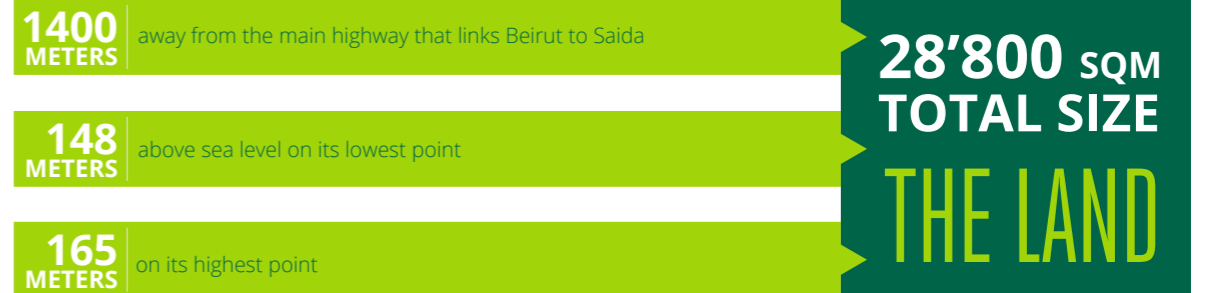 1400
METERS
away from the main highway that links Beirut to Saida
148
METERS
above sea level on its lowest point
165
METERS
on its highest point
28’800 SQM
TOTAL SIZE
THE LAND